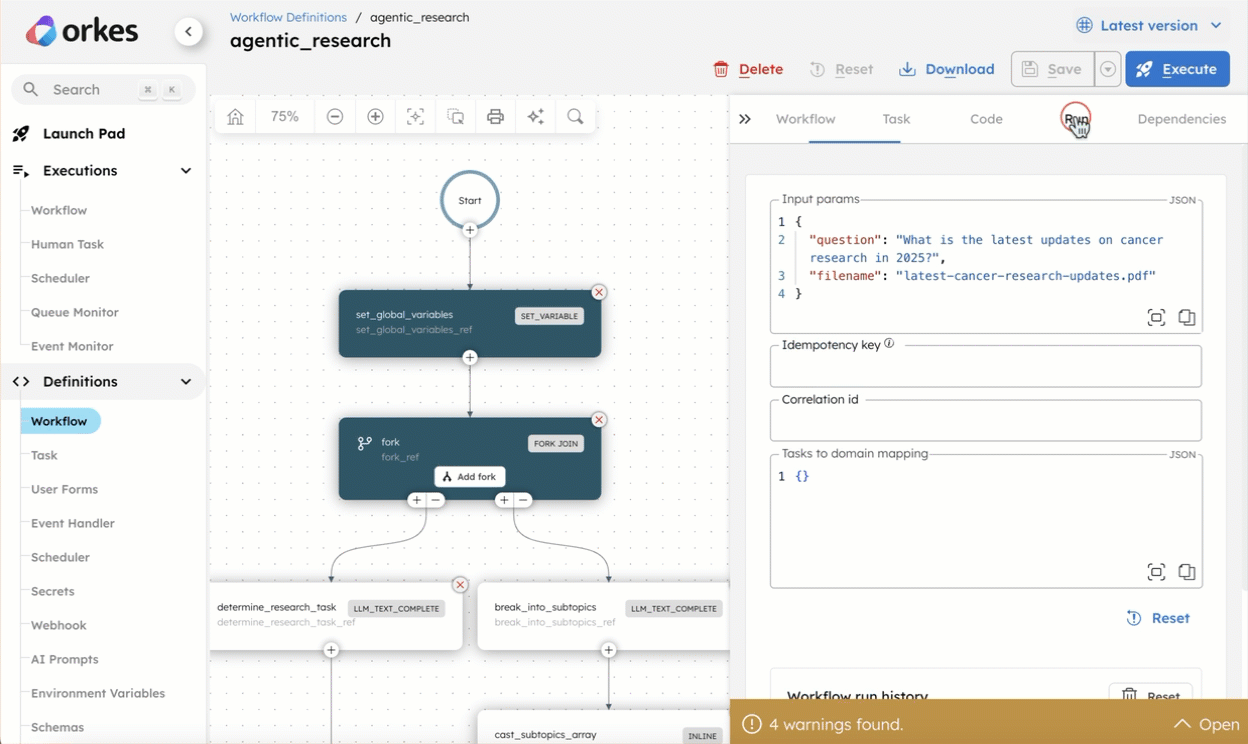 orkes
Workflow Definitions / agentic_research
agentic_research
Latest version
Delete
Reset
Download
Save
Execute
Search
⌘ K
Launch Pad
Executions
Workflow
Human Task
Scheduler
Queue Monitor
Event Monitor
Definitions
Workflow
Task
User Forms
Event Handler
Scheduler
Secrets
Webhook
AI Prompts
Environment Variables
Schemas
75%
Start
set_global_variables
SET_VARIABLE
set_global_variables_ref
fork
FORK JOIN
fork_ref
Add fork
determine_research_task
LLM_TEXT_COMPLETE
determine_research_task_ref
break_into_subtopics
LLM_TEXT_COMPLETE
break_into_subtopics_ref
cast_subtopics_array
INLINE
Workflow
Task
Code
Run
Dependencies
Input params
JSON
1 {
2 "question": "What is the latest updates on cancer
research in 2025?",
3 "filename": "latest-cancer-research-updates.pdf"
4 }
Idempotency key
Correlation id
Tasks to domain mapping
JSON
1 {}
Reset
Workflow run history
Reset
4 warnings found.
Open